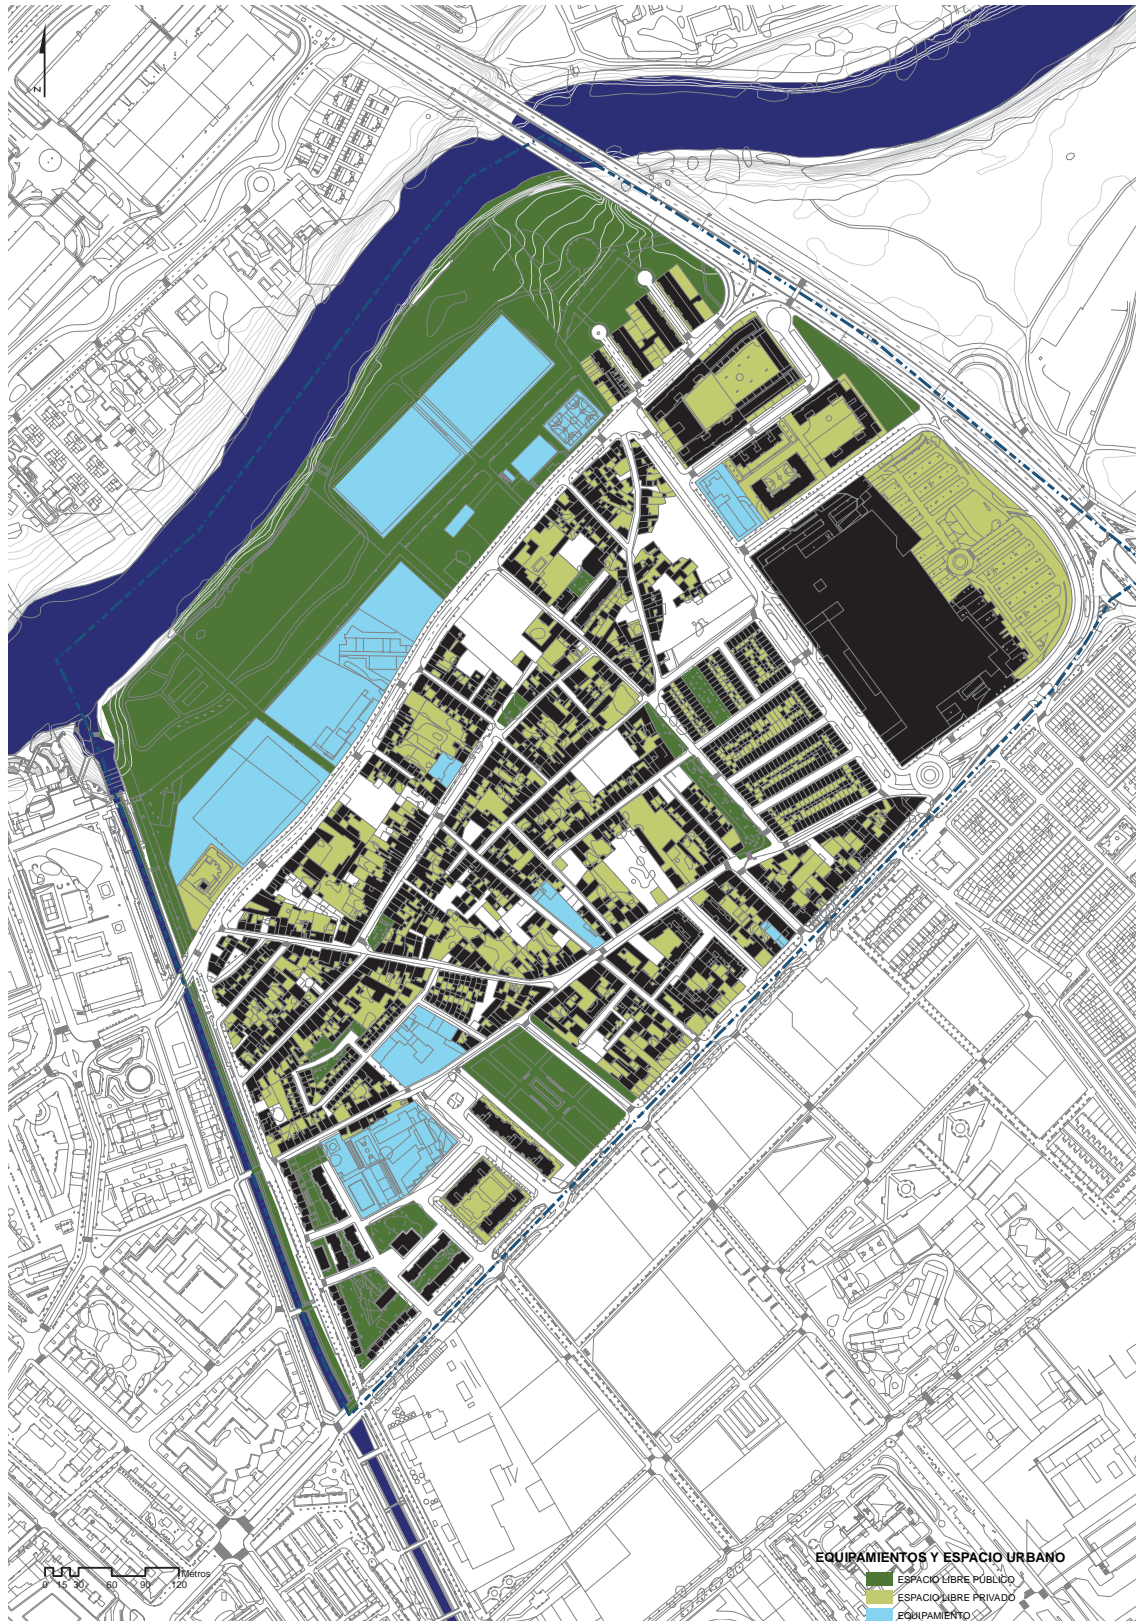 N
EQUIPAMIENTOS Y ESPACIO URBANO
ESPACIO LIBRE PÚBLICO
ESPACIO LIBRE PRIVADO
EQUIPAMIENTO
Metros
0 15 30 60 90 120